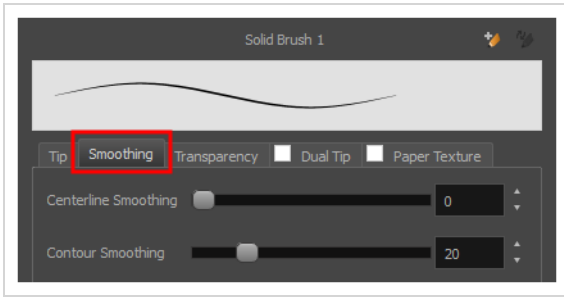 Solid Brush 1
Tip Smoothing Transparency Dual Tip Paper Texture
Centerline Smoothing 0
Contour Smoothing 20